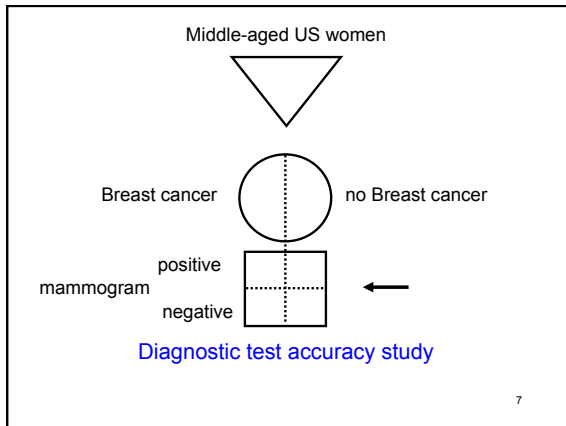 Middle-aged US women
Breast cancer no Breast cancer
positive
mammogram
negative
Diagnostic test accuracy study
7